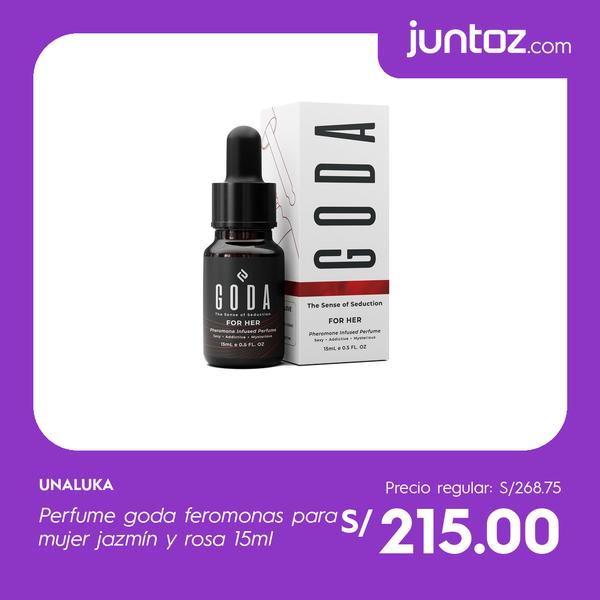 juntoz.com
GODA
The Sense of Seduction
FOR HER
Pheromone Infused Perfume
Sexy • Addictive • Mysterious
15mL e 0.5 FL. OZ
GODA
The Sense of Seduction
FOR HER
Pheromone Infused Perfume
Sexy • Addictive • Mysterious
15mL e 0.5 FL. OZ
UNALUKA
Perfume goda feromonas para
mujer jazmín y rosa 15ml
Precio regular: S/268.75
S/ 215.00